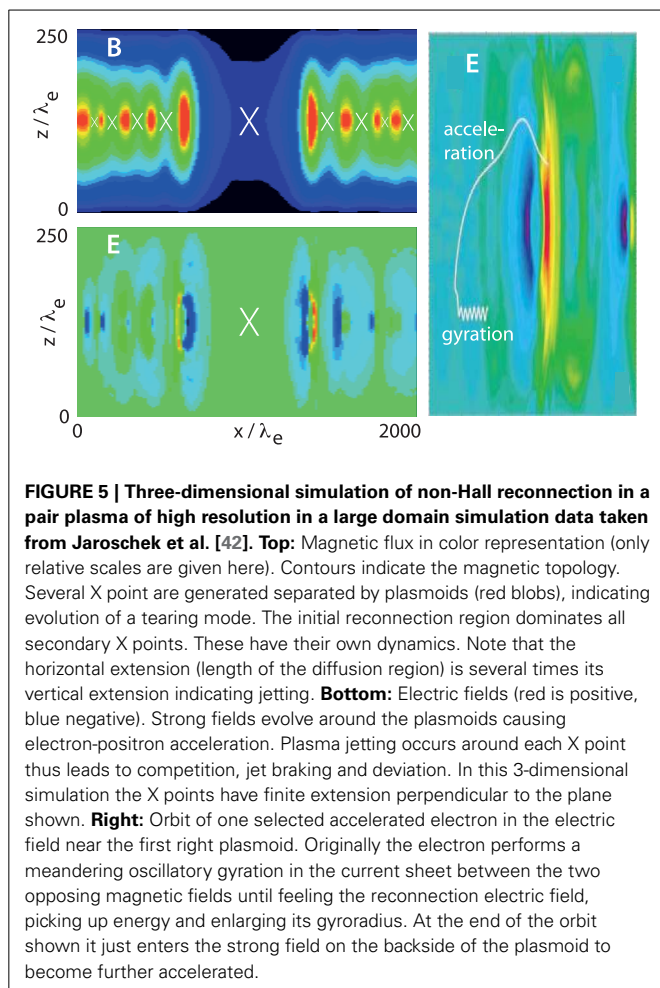 250
B
z/λe
0
250
E
z/λe
0
0
x/λe
2000
E
accele-
ration
gyration
FIGURE 5 | Three-dimensional simulation of non-Hall reconnection in a
pair plasma of high resolution in a large domain simulation data taken
from Jaroschek et al. [42]. Top: Magnetic flux in color representation (only
relative scales are given here). Contours indicate the magnetic topology.
Several X point are generated separated by plasmoids (red blobs), indicating
evolution of a tearing mode. The initial reconnection region dominates all
secondary X points. These have their own dynamics. Note that the
horizontal extension (length of the diffusion region) is several times its
vertical extension indicating jetting. Bottom: Electric fields (red is positive,
blue negative). Strong fields evolve around the plasmoids causing
electron-positron acceleration. Plasma jetting occurs around each X point
thus leads to competition, jet braking and deviation. In this 3-dimensional
simulation the X points have finite extension perpendicular to the plane
shown. Right: Orbit of one selected accelerated electron in the electric
field near the first right plasmoid. Originally the electron performs a
meandering oscillatory gyration in the current sheet between the two
opposing magnetic fields until feeling the reconnection electric field,
picking up energy and enlarging its gyroradius. At the end of the orbit
shown it just enters the strong field on the backside of the plasmoid to
become further accelerated.